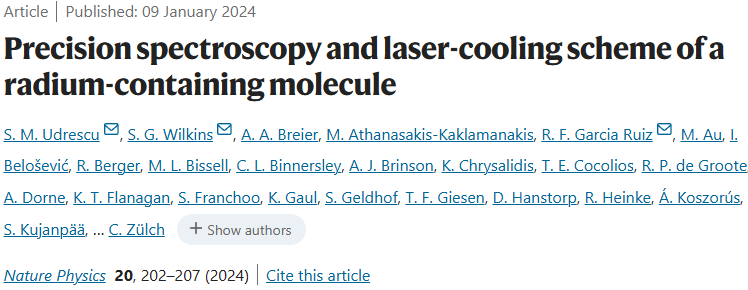 Article | Published: 09 January 2024
Precision spectroscopy and laser-cooling scheme of a
radium-containing molecule
S. M. Udrescu, S. G. Wilkins, A. A. Breier, M. Athanasakis-Kaklamanakis, R. F. Garcia Ruiz, M. Au, I.
Belošević, R. Berger, M. L. Bissell, C. L. Binnersley, A. J. Brinson, K. Chrysalidis, T. E. Cocolios, R. P. de Groote
A. Dorne, K. T. Flanagan, S. Franchoo, K. Gaul, S. Geldhof, T. F. Giesen, D. Hanstorp, R. Heinke, Á. Koszorús,
S. Kujanpää, ... C. Zülch + Show authors
Nature Physics 20, 202–207 (2024) | Cite this article